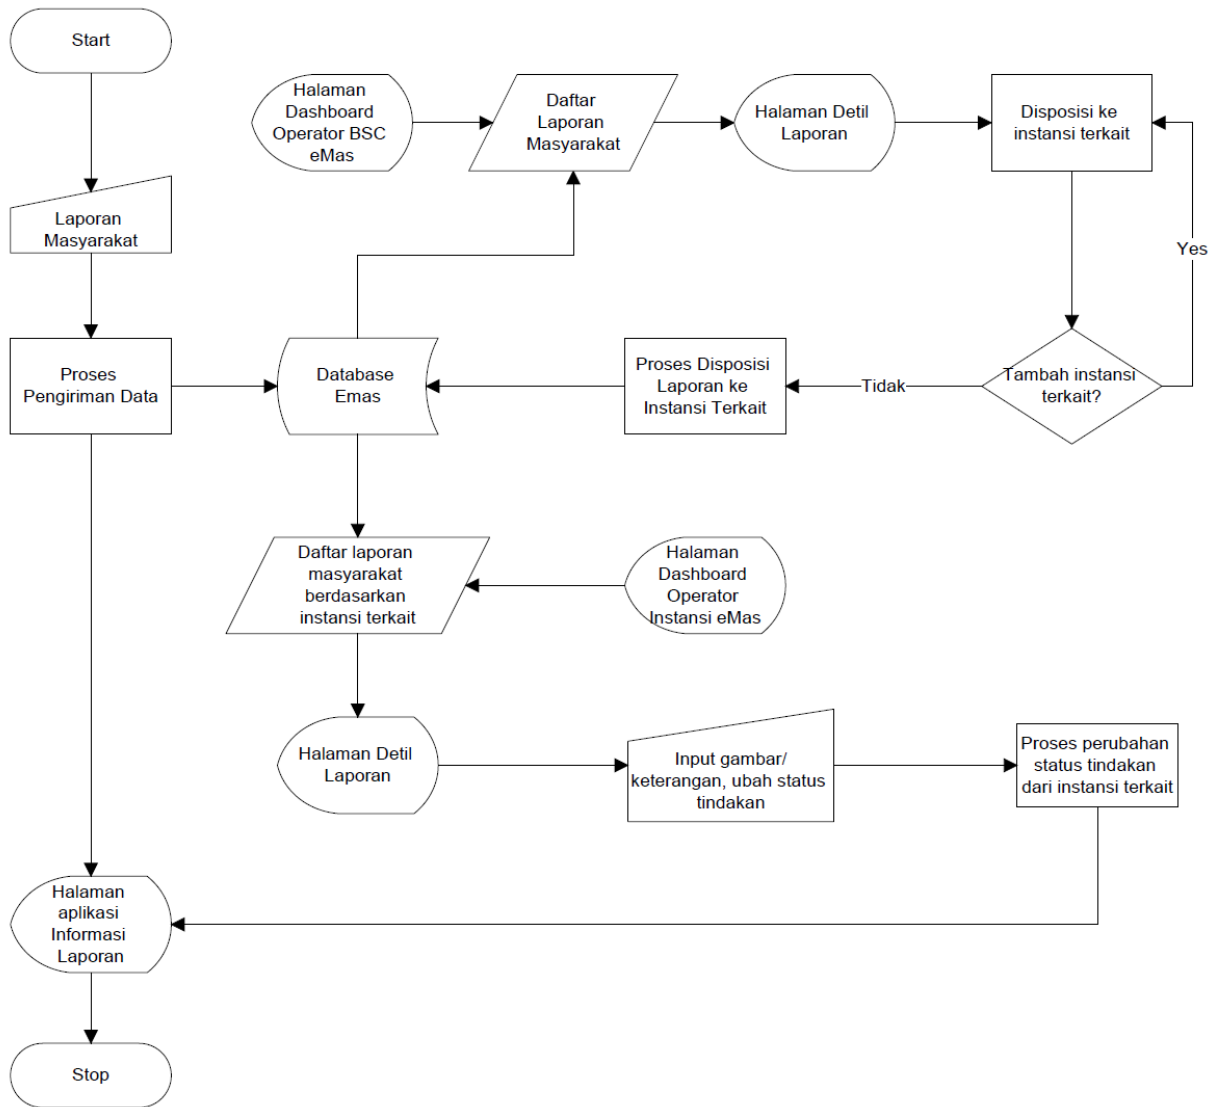 Start
Halaman
Dashboard
Operator BSC
eMas
Daftar
Laporan
Masyarakat
Halaman Detil
Laporan
Disposisi ke
instansi terkait
Laporan
Masyarakat
Yes
Proses
Pengiriman Data
Database
Emas
Proses Disposisi
Laporan ke
Instansi Terkait
Tidak
Tambah instansi
terkait?
Daftar laporan
masyarakat
berdasarkan
instansi terkait
Halaman
Dashboard
Operator
Instansi eMas
Halaman Detil
Laporan
Input gambar/
keterangan, ubah status
tindakan
Proses perubahan
status tindakan
dari instansi terkait
Halaman
aplikasi
Informasi
Laporan
Stop